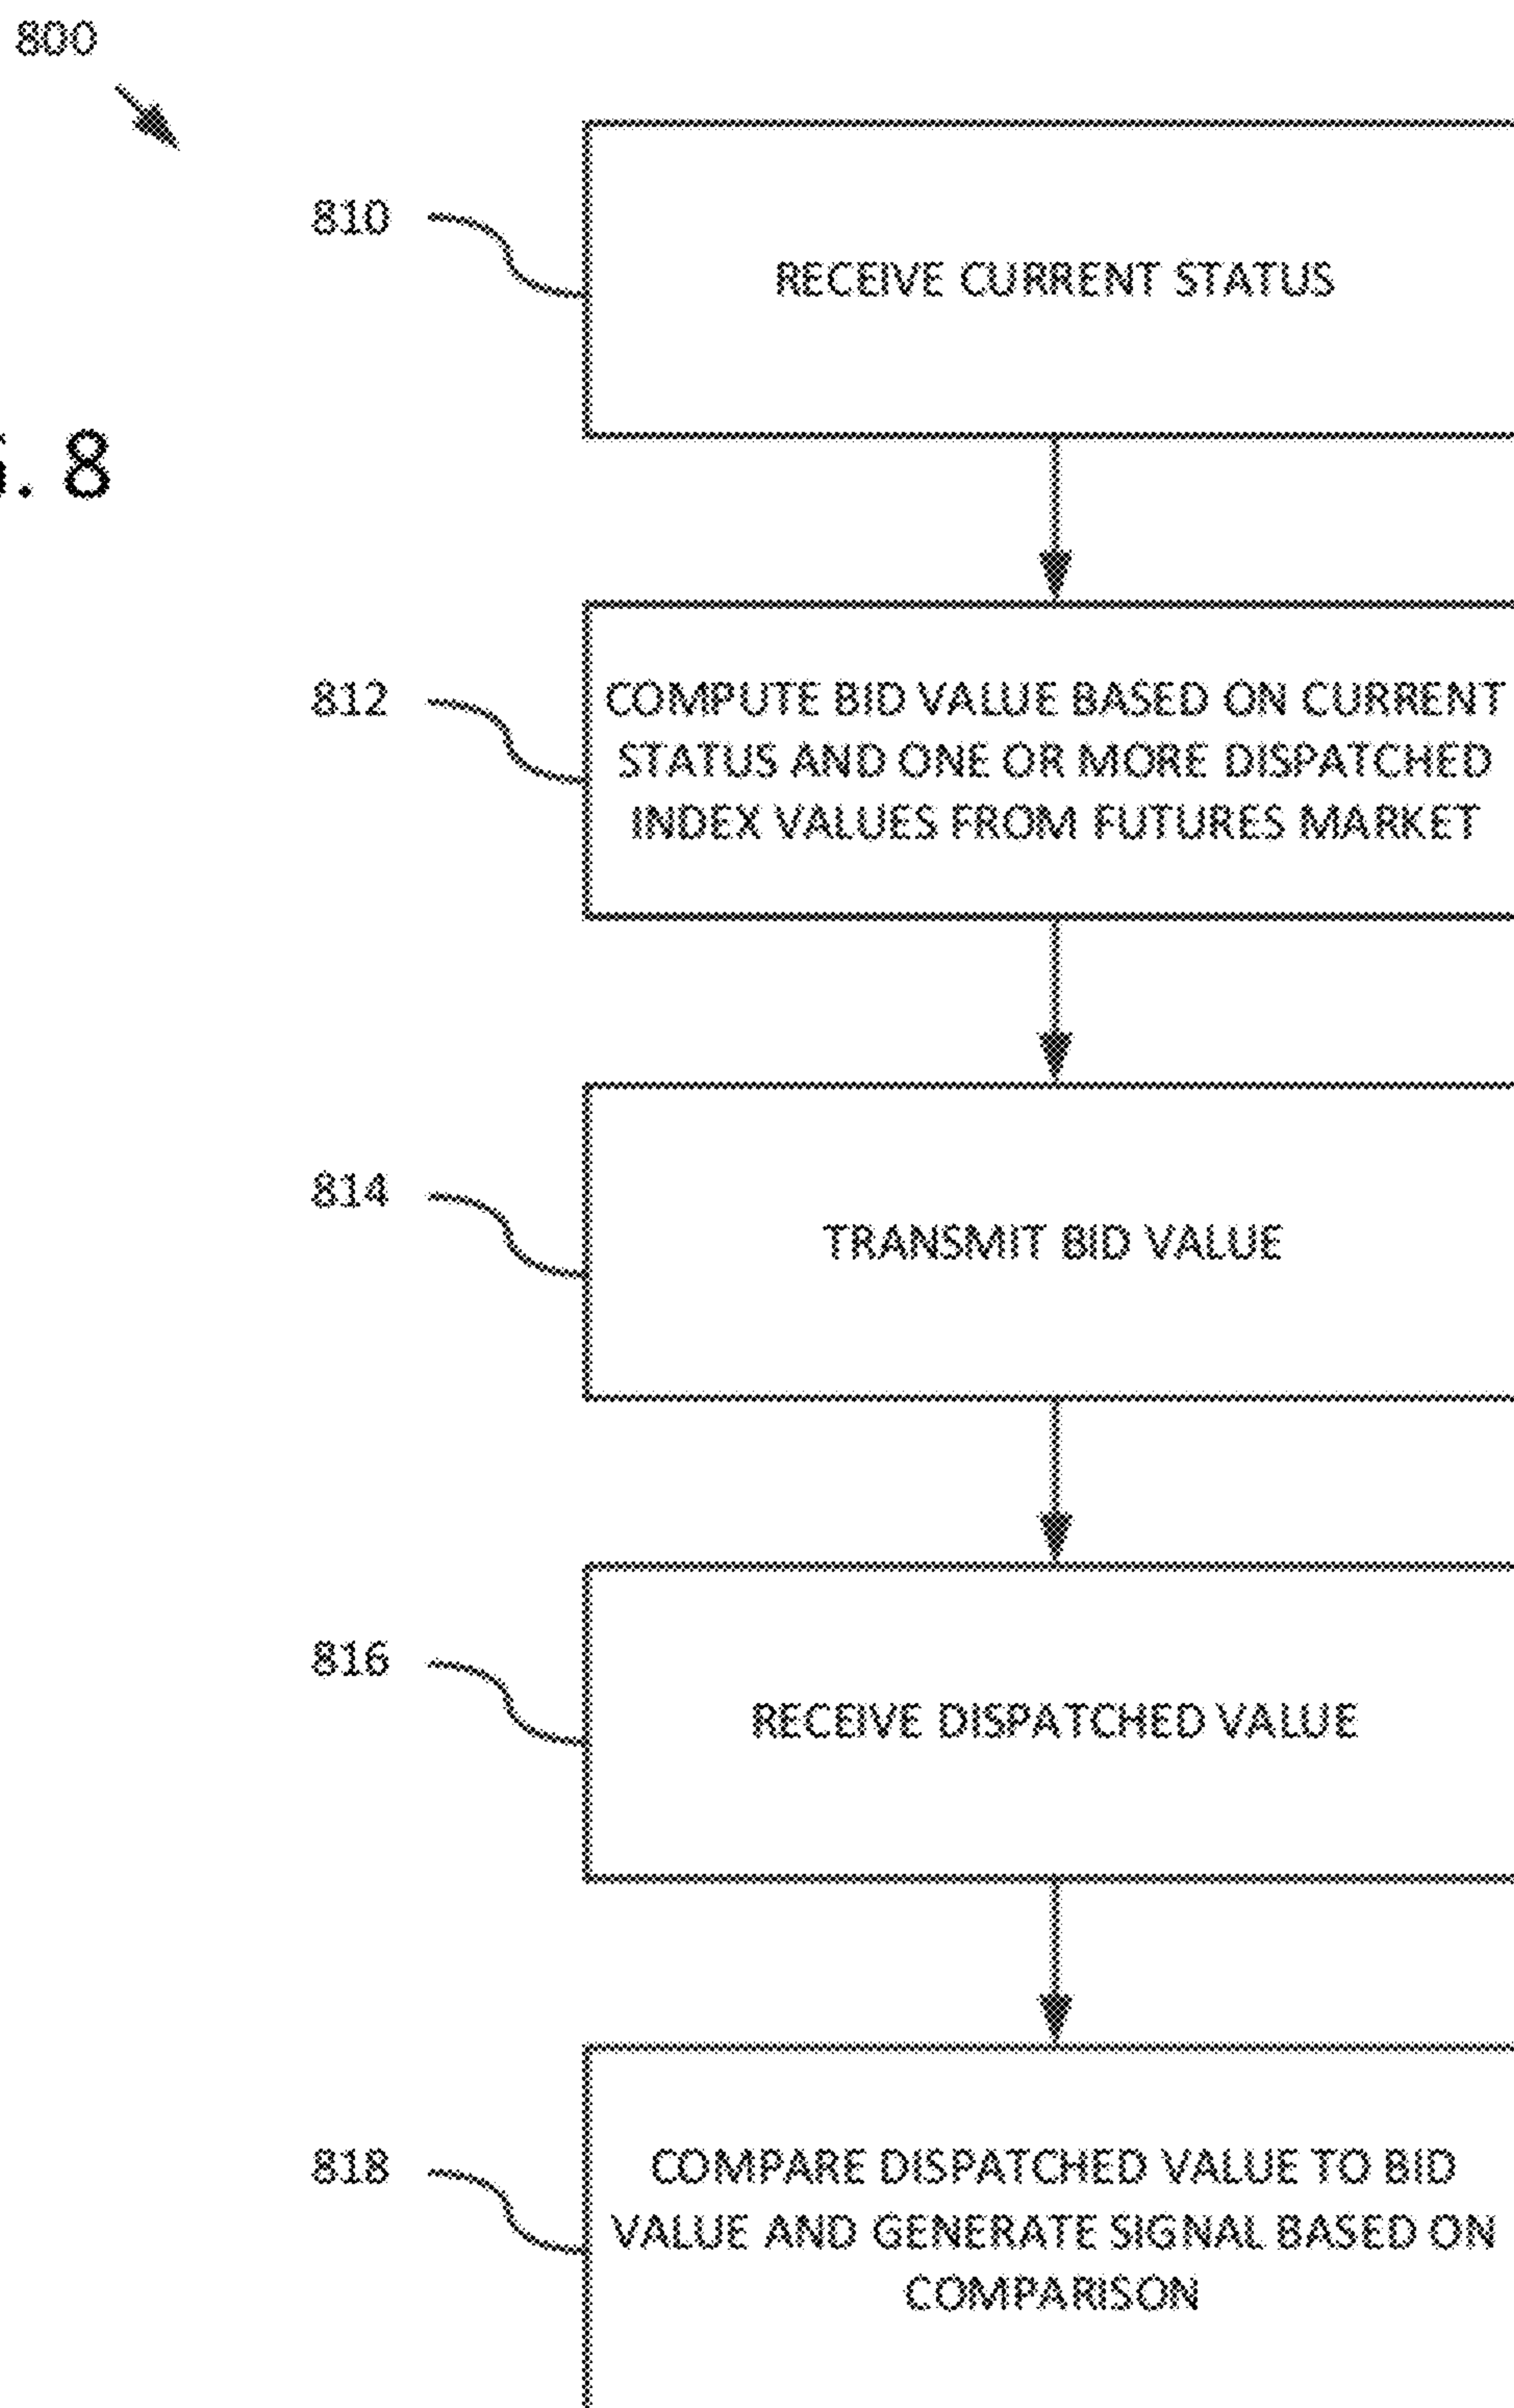 800
810
RECEIVE CURRENT STATUS
. 8
812
COMPUTE BID VALUE BASED ON CURRENT
STATUS AND ONE OR MORE DISPATCHED
INDEX VALUES FROM FUTURES MARKET
814
TRANSMIT BID VALUE
816
RECEIVE DISPATCHED VALUE
818
COMPARE DISPATCHED VALUE TO BID
VALUE AND GENERATE SIGNAL BASED ON
COMPARISON